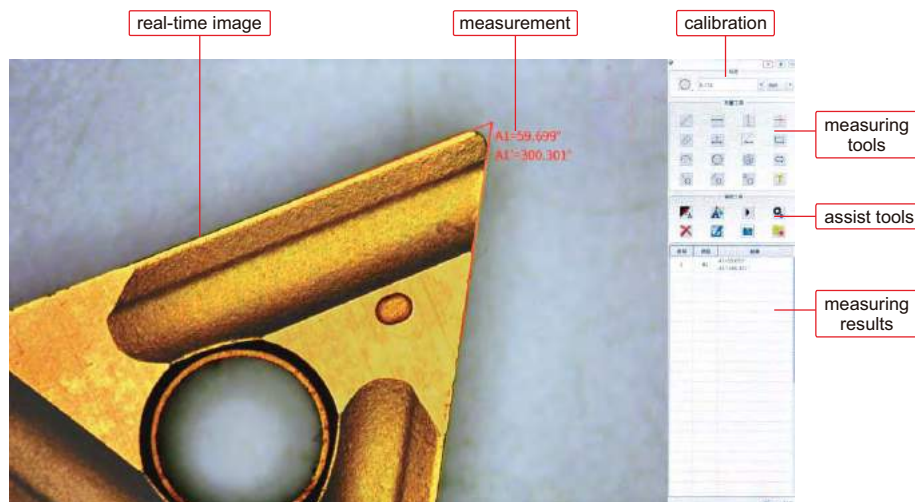 real-time image
measurement
calibration
A1=59.699°
A1'=300.301°
measuring
tools
assist tools
measuring
results